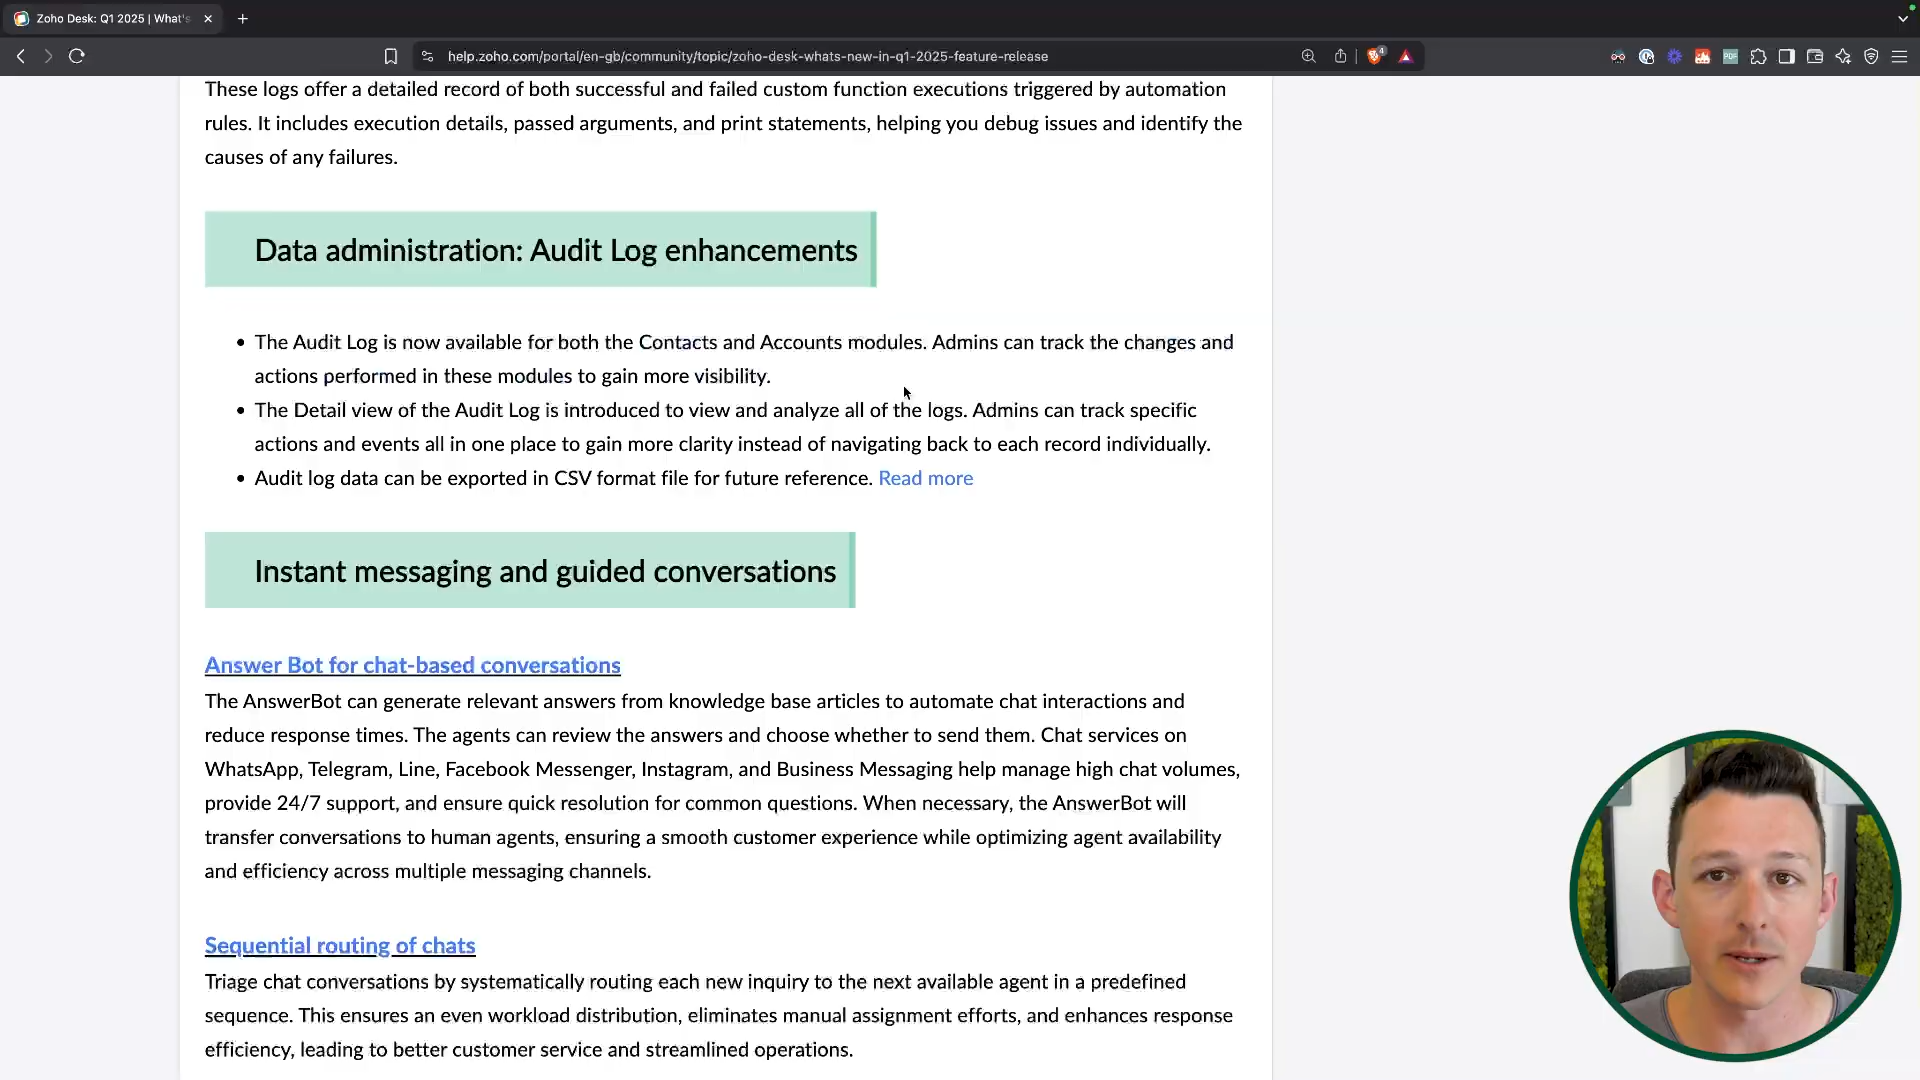 Zoho Desk: Q1 2025 | What's
help.zoho.com/portal/en-gb/community/topic/zoho-desk-whats-new-in-q1-2025-feature-release
4
PDF
These logs offer a detailed record of both successful and failed custom function executions triggered by automation
rules. It includes execution details, passed arguments, and print statements, helping you debug issues and identify the
causes of any failures.
Data administration: Audit Log enhancements
• The Audit Log is now available for both the Contacts and Accounts modules. Admins can track the changes and
actions performed in these modules to gain more visibility.
• The Detail view of the Audit Log is introduced to view and analyze all of the logs. Admins can track specific
actions and events all in one place to gain more clarity instead of navigating back to each record individually.
• Audit log data can be exported in CSV format file for future reference. Read more
Instant messaging and guided conversations
Answer Bot for chat-based conversations
The AnswerBot can generate relevant answers from knowledge base articles to automate chat interactions and
reduce response times. The agents can review the answers and choose whether to send them. Chat services on
WhatsApp, Telegram, Line, Facebook Messenger, Instagram, and Business Messaging help manage high chat volumes,
provide 24/7 support, and ensure quick resolution for common questions. When necessary, the AnswerBot will
transfer conversations to human agents, ensuring a smooth customer experience while optimizing agent availability
and efficiency across multiple messaging channels.
Sequential routing of chats
Triage chat conversations by systematically routing each new inquiry to the next available agent in a predefined
sequence. This ensures an even workload distribution, eliminates manual assignment efforts, and enhances response
efficiency, leading to better customer service and streamlined operations.